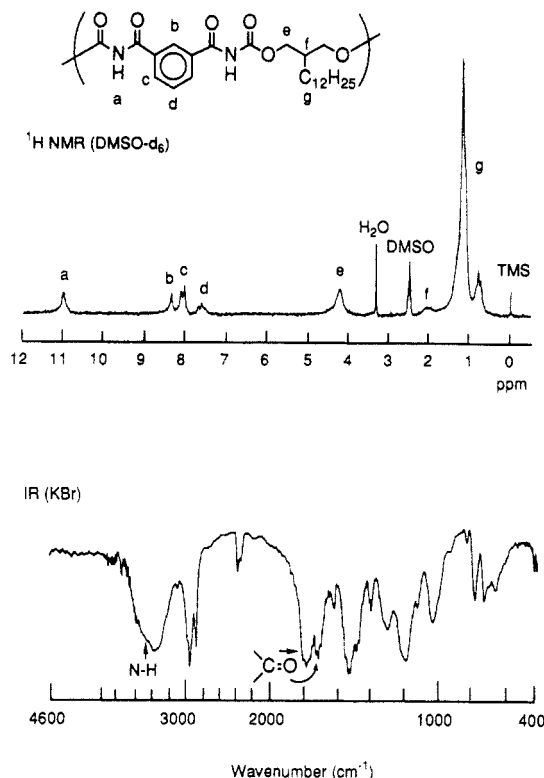 O O O O
N N O O
H H
b e f
C₁₂H₂₅
a c d g
¹H NMR (DMSO-d₆)
g
H₂O
DMSO TMS
a b c d e f
12 11 10 9 8 7 6 5 4 3 2 1 0
ppm
IR (KBr)
N-H C=O
4600 3000 2000 1000 400
Wavenumber (cm⁻¹)